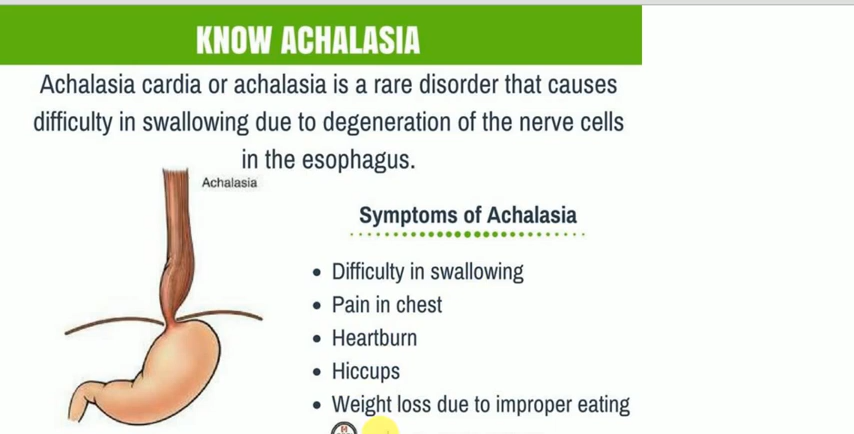 KNOW ACHALASIA
Achalasia cardia or achalasia is a rare disorder that causes
difficulty in swallowing due to degeneration of the nerve cells
in the esophagus.
Achalasia
Symptoms of Achalasia
• Difficulty in swallowing
• Pain in chest
• Heartburn
• Hiccups
• Weight loss due to improper eating